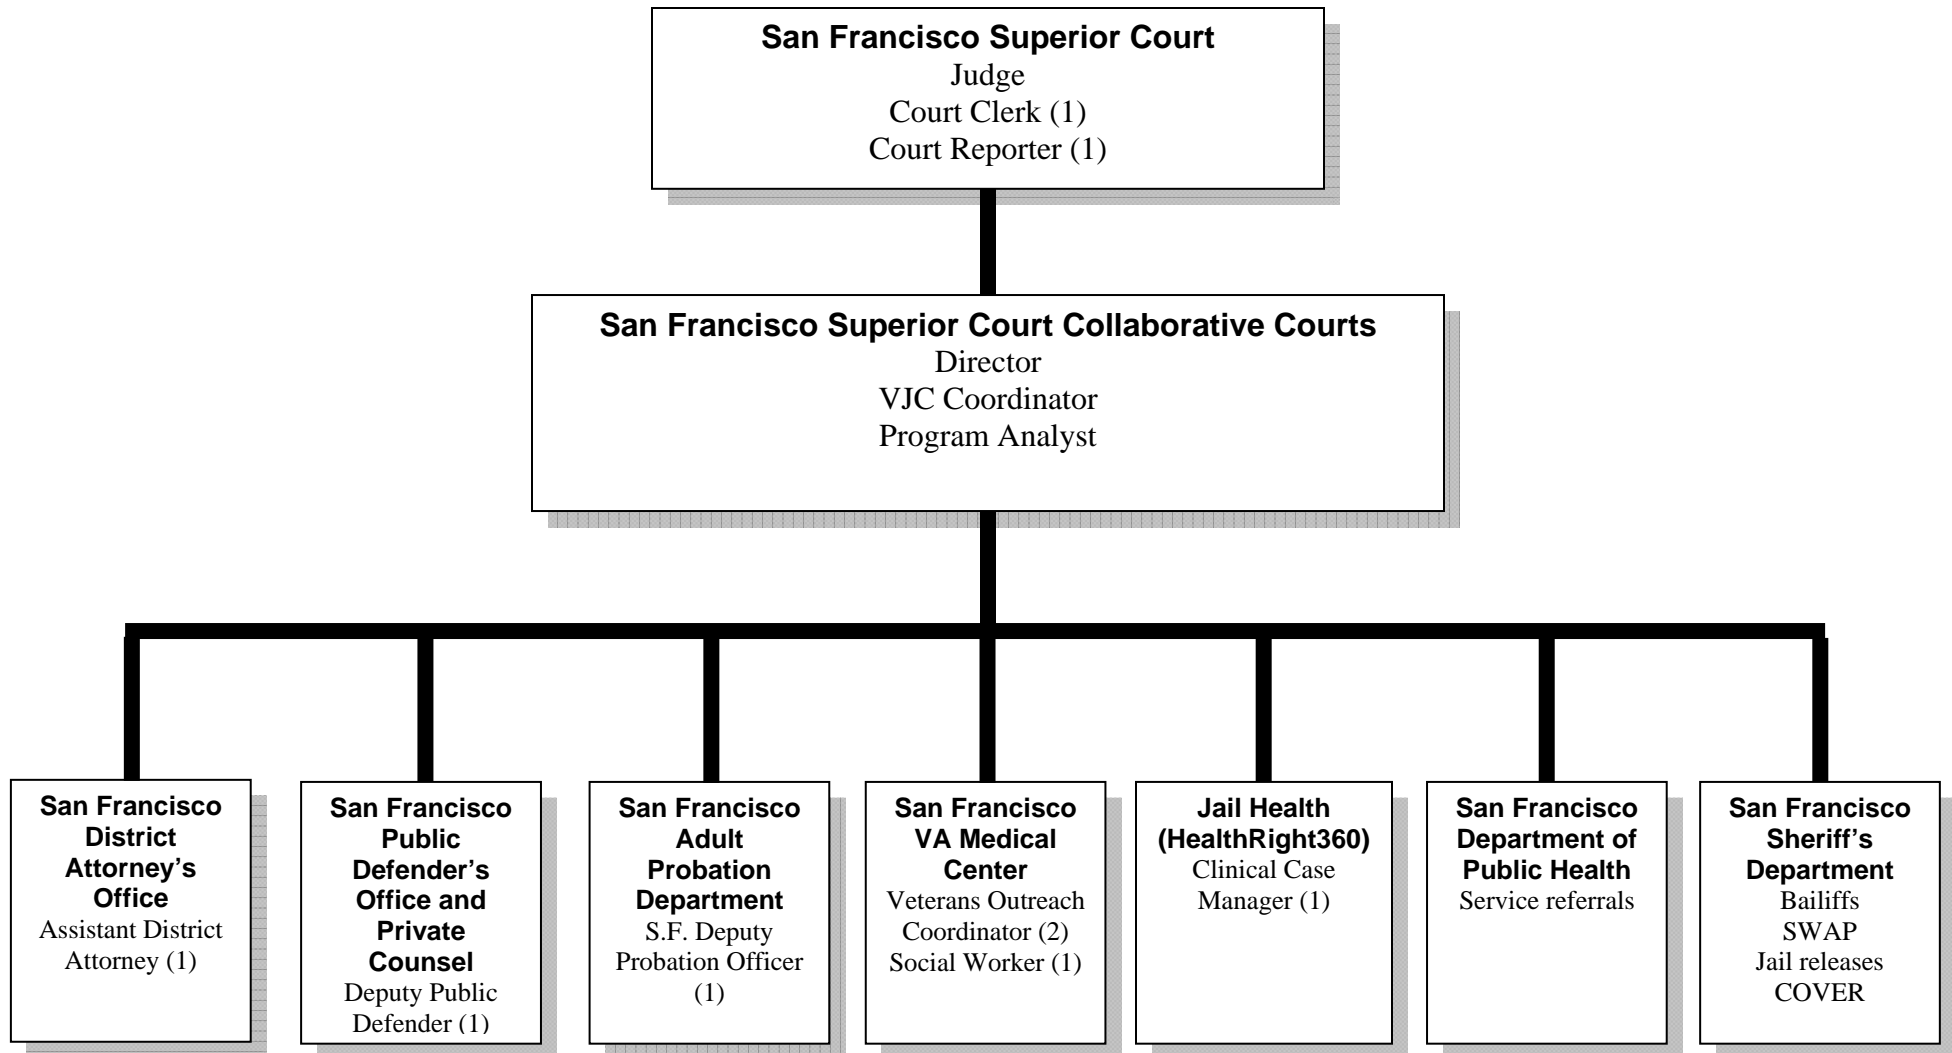 San Francisco Superior Court
Judge
Court Clerk (1)
Court Reporter (1)
San Francisco Superior Court Collaborative Courts
Director
VJC Coordinator
Program Analyst
San Francisco
District
Attorney’s
Office
Assistant District
Attorney (1)
San Francisco
Public
Defender’s
Office and
Private
Counsel
Deputy Public
Defender (1)
San Francisco
Adult
Probation
Department
S.F. Deputy
Probation Officer
(1)
San Francisco
VA Medical
Center
Veterans Outreach
Coordinator (2)
Social Worker (1)
Jail Health
(HealthRight360)
Clinical Case
Manager (1)
San Francisco
Department of
Public Health
Service referrals
San Francisco
Sheriff’s
Department
Bailiffs
SWAP
Jail releases
COVER